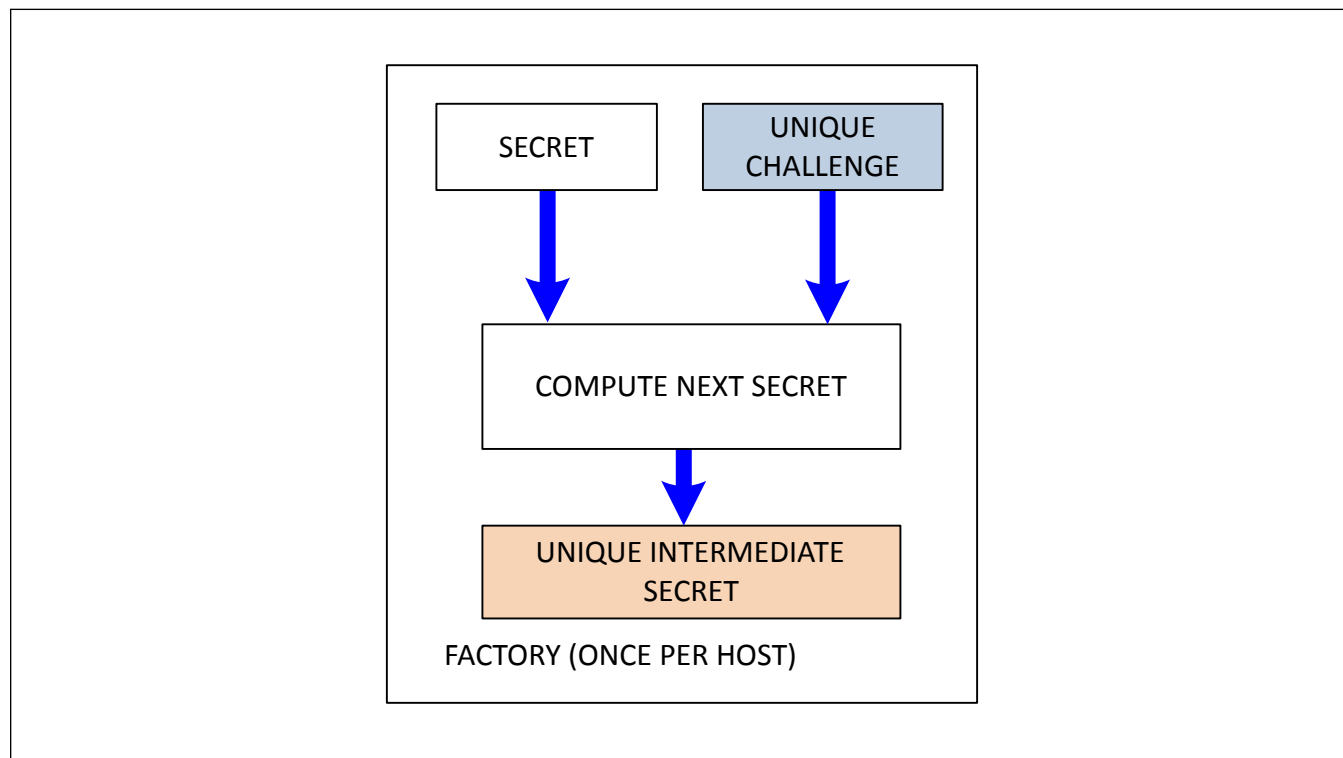 SECRET
UNIQUE
CHALLENGE
COMPUTE NEXT SECRET
UNIQUE INTERMEDIATE
SECRET
FACTORY (ONCE PER HOST)